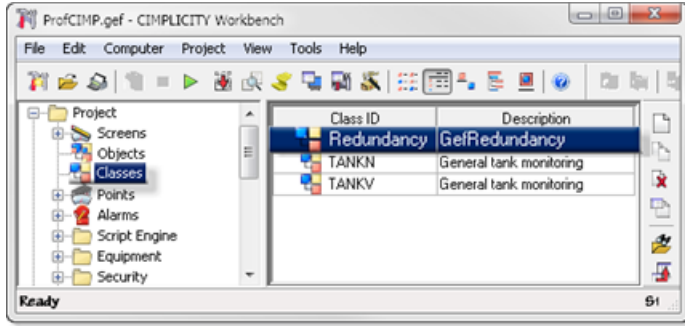 ProfCIMP.gef - CIMPLICITY Workbench
File Edit Computer Project View Tools Help
Project
Screens
Objects
Classes
Points
Alarms
Script Engine
Equipment
Security
Class ID Description
Redundancy GefRedundancy
TANKN General tank monitoring
TANKV General tank monitoring
Ready